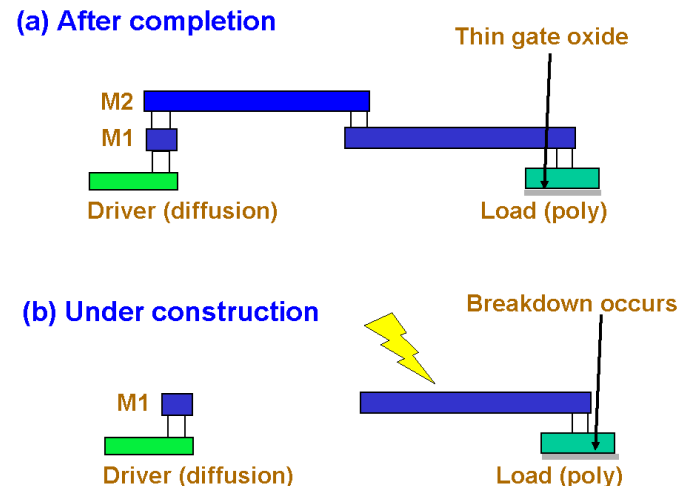 (a) After completion
Thin gate oxide
M2
M1
Driver (diffusion)
Load (poly)
(b) Under construction
Breakdown occurs
M1
Driver (diffusion)
Load (poly)